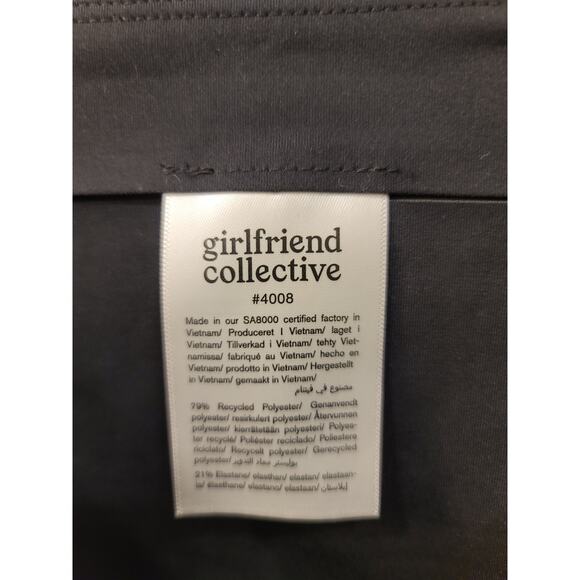 girlfriend
collective
#4008
Made in our SA8000 certified factory in
Vietnam/ Produceret I Vietnam/ laget i
Vietnam/ Tillverkad i Vietnam/ tehty Viet-
namissa/ fabriqué au Vietnam/ hecho en
Vietnam/ prodotto in Vietnam/ Hergestellt
in Vietnam/ gemaakt in Vietnam/
مصنوع في فيتنام
79% Recycled Polyester/ Genanvendt
polyester/ resirkulert polyester/ Återvunnen
polyester/ kierrätetään polyesteri/ Polyes-
ter recyclé/ Poliéster reciclado/ Poliestere
riciclato/ Recycelt polyester/ Gerecycled
polyester/ بوليستر معاد التدوير
21% Elastane/ elasthan/ elastan/ elastaan-
ia/ élasthane/ elastano/ elastaan/ إيلاستان